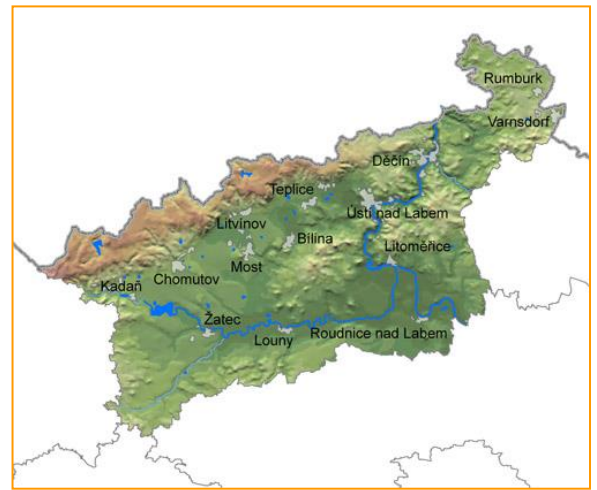 Rumburk
Varnsdorf
Děčín
Teplice
Ústí nad Labem
Litvínov
Bílina
Litoměřice
Most
Chomutov
Kadaň
Žatec
Louny
Roudnice nad Labem